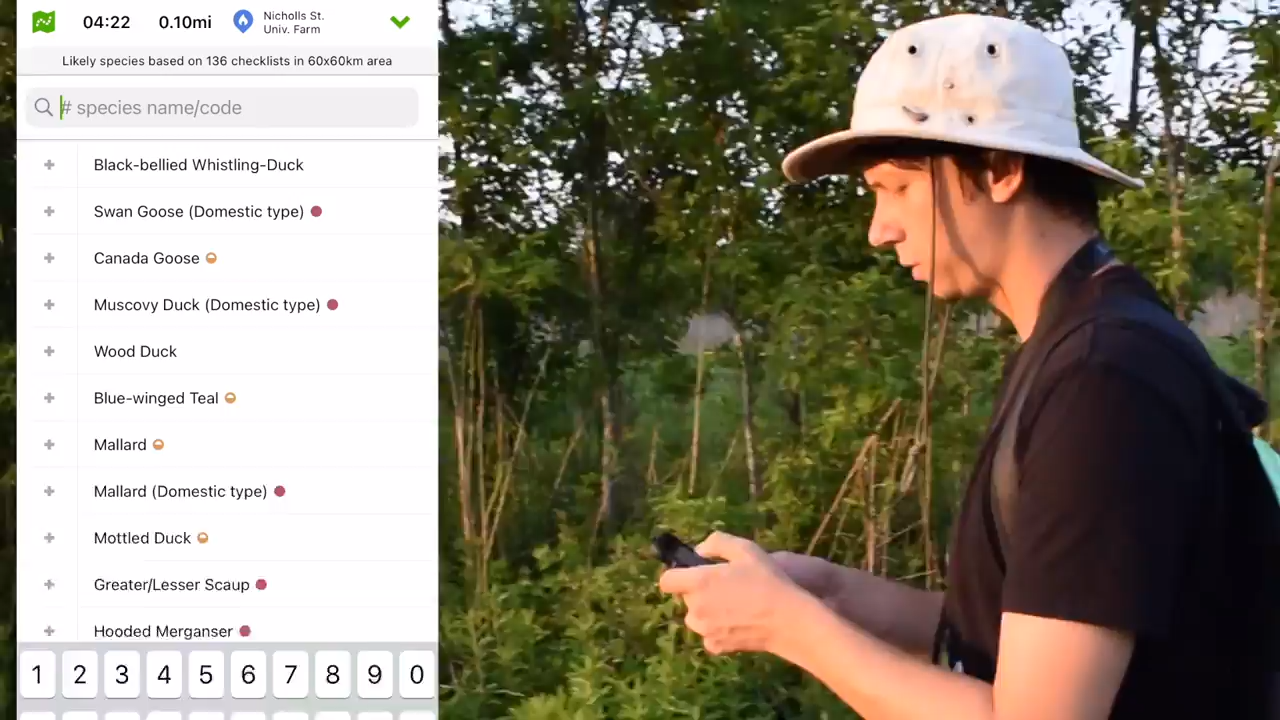 04:22 0.10mi Nicholls St.
Univ. Farm
Likely species based on 136 checklists in 60x60km area
# species name/code
Black-bellied Whistling-Duck
Swan Goose (Domestic type)
Canada Goose
Muscovy Duck (Domestic type)
Wood Duck
Blue-winged Teal
Mallard
Mallard (Domestic type)
Mottled Duck
Greater/Lesser Scaup
Hooded Merganser
1 2 3 4 5 6 7 8 9 0